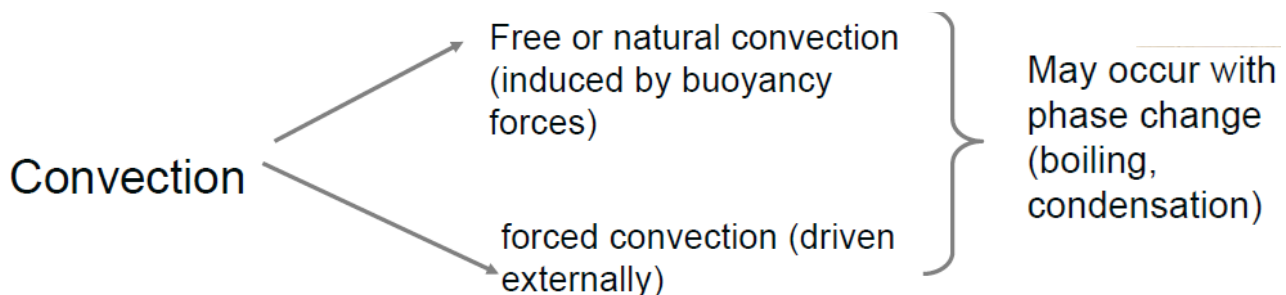 Convection
Free or natural convection
(induced by buoyancy
forces)
forced convection (driven
externally)
May occur with
phase change
(boiling,
condensation)